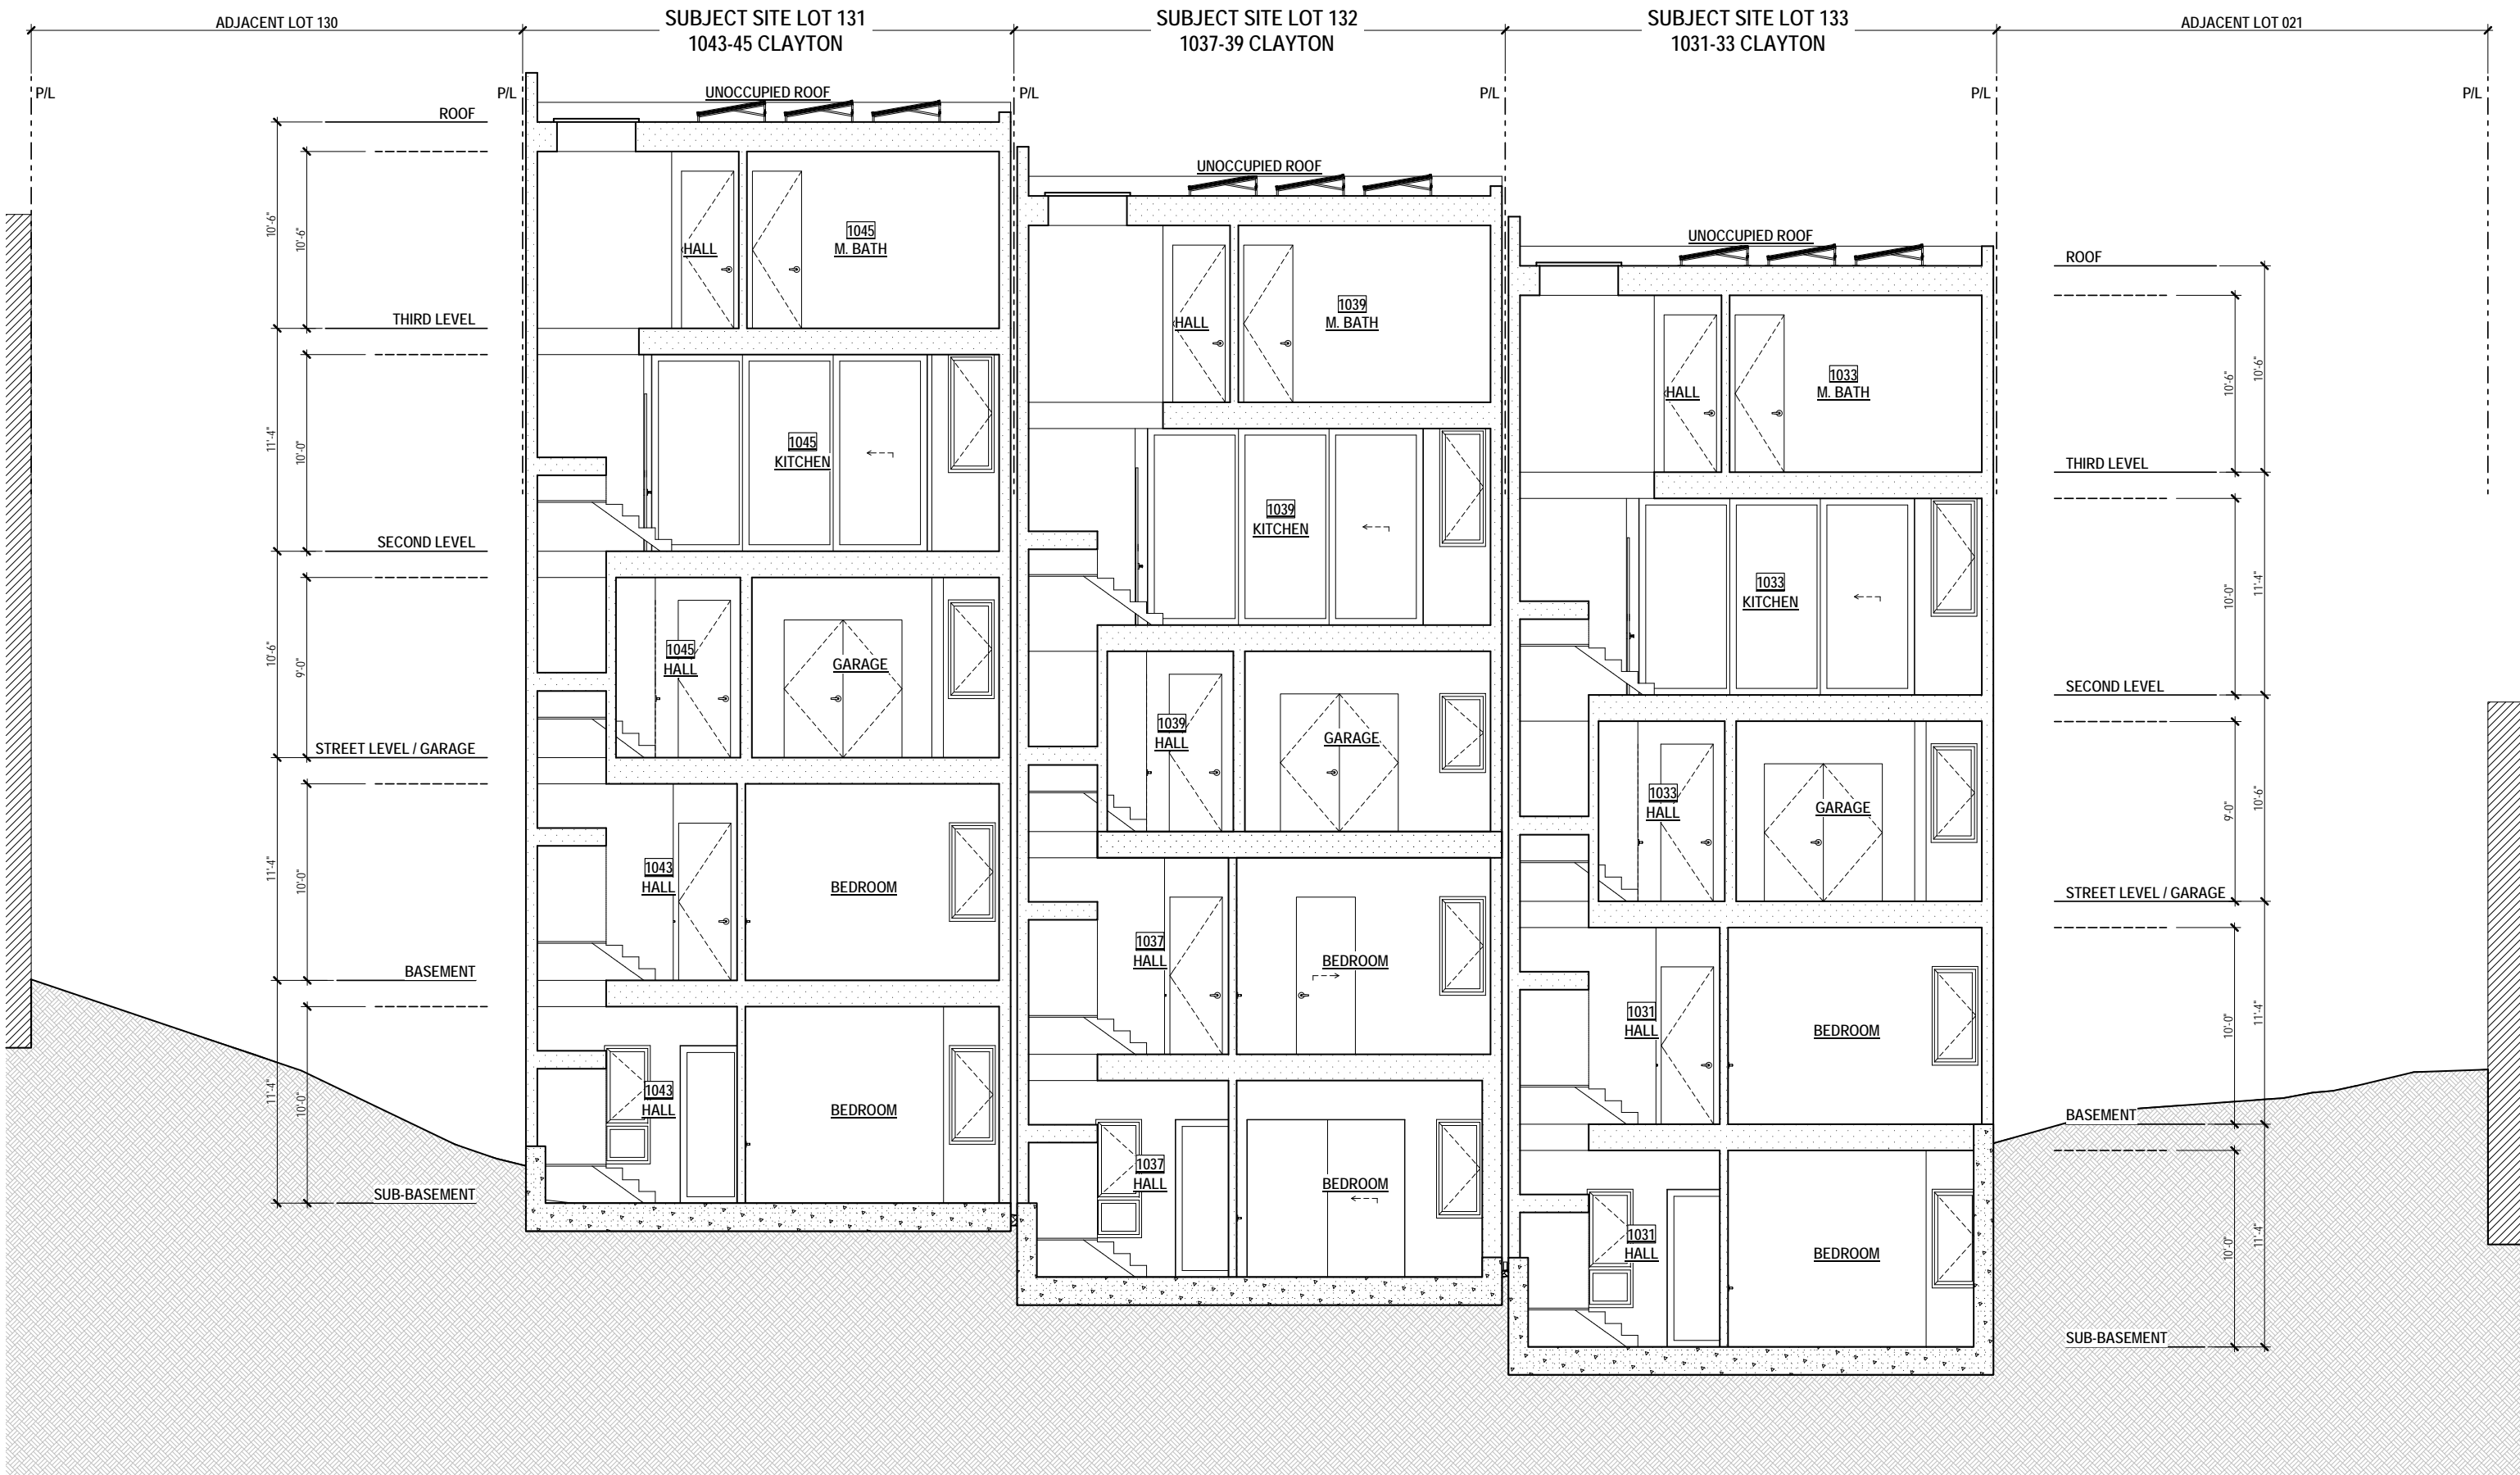 ADJACENT LOT 130
SUBJECT SITE LOT 131
1043-45 CLAYTON
SUBJECT SITE LOT 132
1037-39 CLAYTON
SUBJECT SITE LOT 133
1031-33 CLAYTON
ADJACENT LOT 021
P/L
P/L
P/L
P/L
P/L
P/L
ROOF
THIRD LEVEL
SECOND LEVEL
STREET LEVEL / GARAGE
BASEMENT
SUB-BASEMENT
10'-6"
10'-6"
11'-4"
10'-0"
10'-6"
9'-0"
11'-4"
10'-0"
11'-4"
10'-0"
UNOCCUPIED ROOF
HALL
1045
M. BATH
1045
KITCHEN
1045
HALL
GARAGE
1043
HALL
BEDROOM
1043
HALL
BEDROOM
UNOCCUPIED ROOF
HALL
1039
M. BATH
1039
KITCHEN
1039
HALL
GARAGE
1037
HALL
BEDROOM
1037
HALL
BEDROOM
UNOCCUPIED ROOF
HALL
1033
M. BATH
1033
KITCHEN
1033
HALL
GARAGE
1031
HALL
BEDROOM
1031
HALL
BEDROOM
ROOF
THIRD LEVEL
SECOND LEVEL
STREET LEVEL / GARAGE
BASEMENT
SUB-BASEMENT
10'-6"
10'-6"
10'-0"
11'-4"
9'-0"
10'-6"
10'-0"
11'-4"
10'-0"
11'-4"